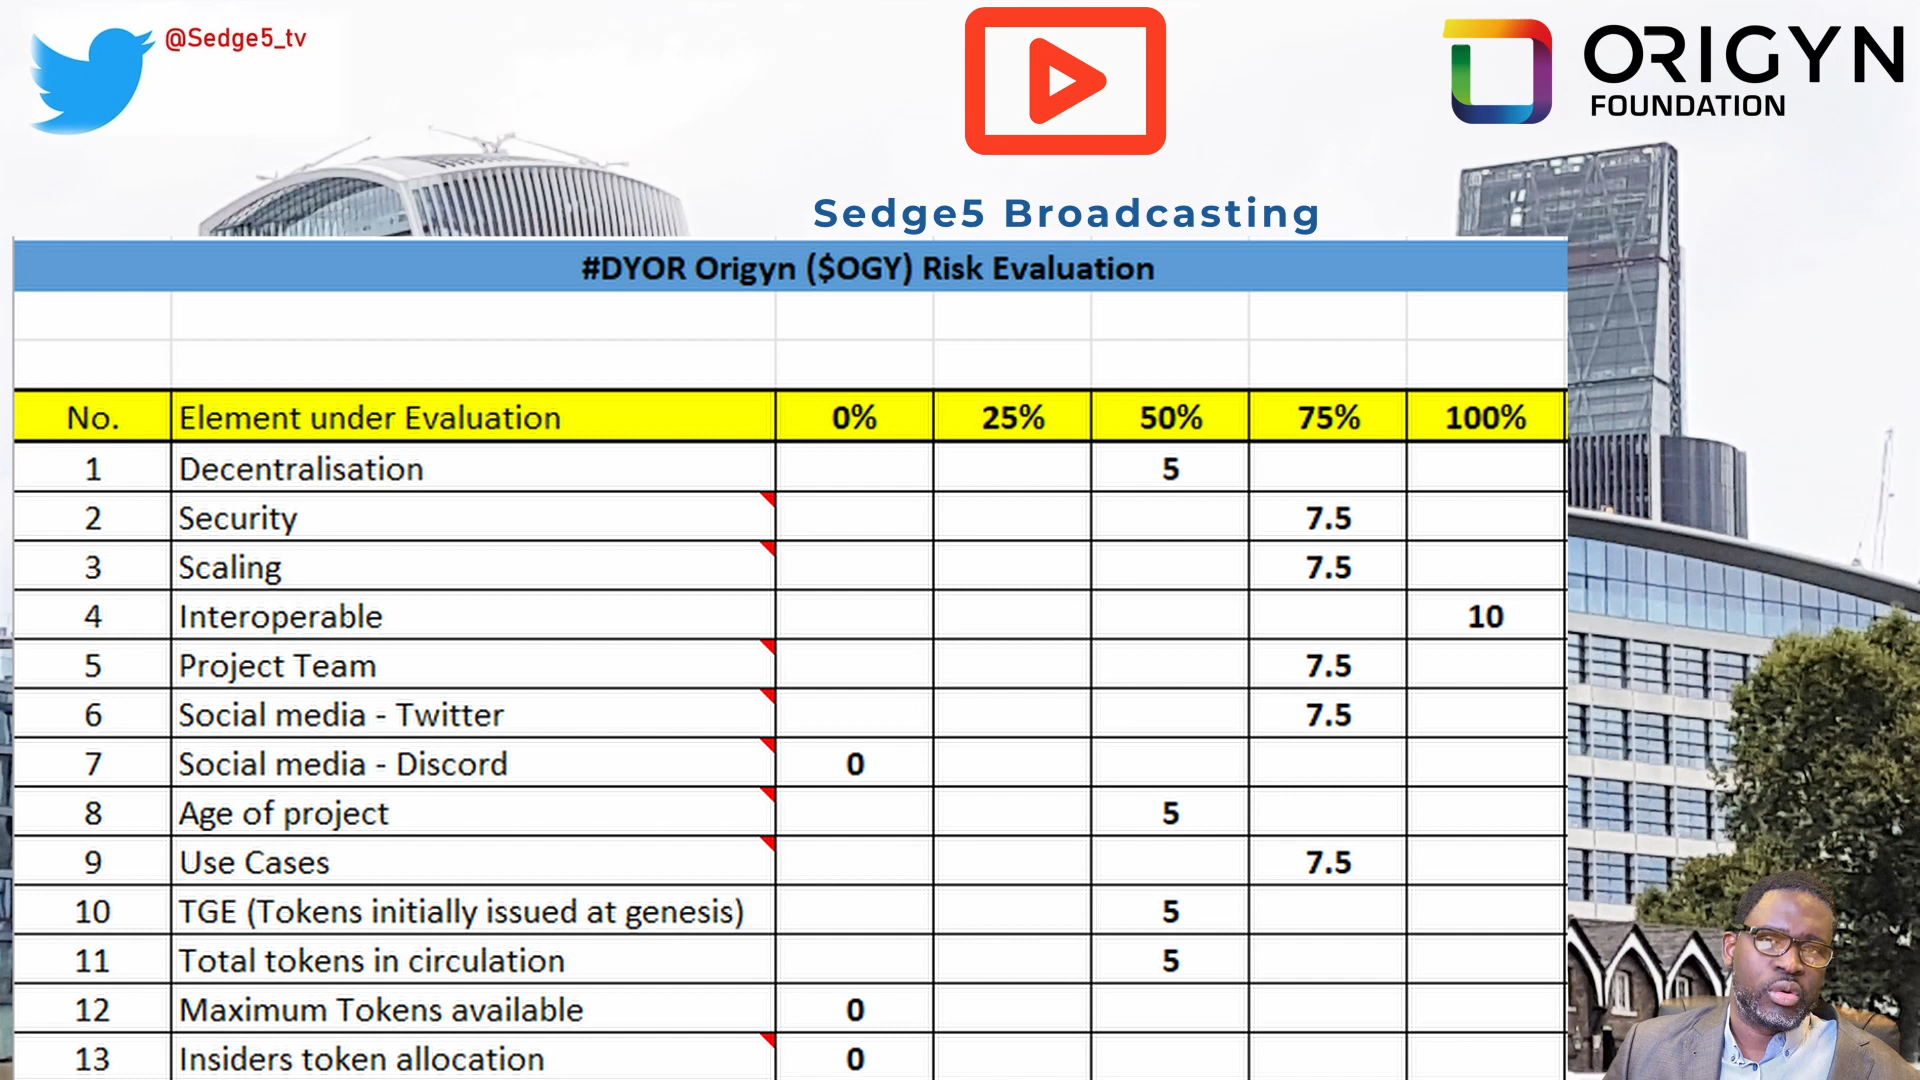 @Sedge5_tv
ORIGYN
FOUNDATION
Sedge5 Broadcasting
#DYOR Origyn ($OGY) Risk Evaluation
No. Element under Evaluation 0% 25% 50% 75% 100%
1 Decentralisation 5
2 Security 7.5
3 Scaling 7.5
4 Interoperable 10
5 Project Team 7.5
6 Social media - Twitter 7.5
7 Social media - Discord 0
8 Age of project 5
9 Use Cases 7.5
10 TGE (Tokens initially issued at genesis) 5
11 Total tokens in circulation 5
12 Maximum Tokens available 0
13 Insiders token allocation 0